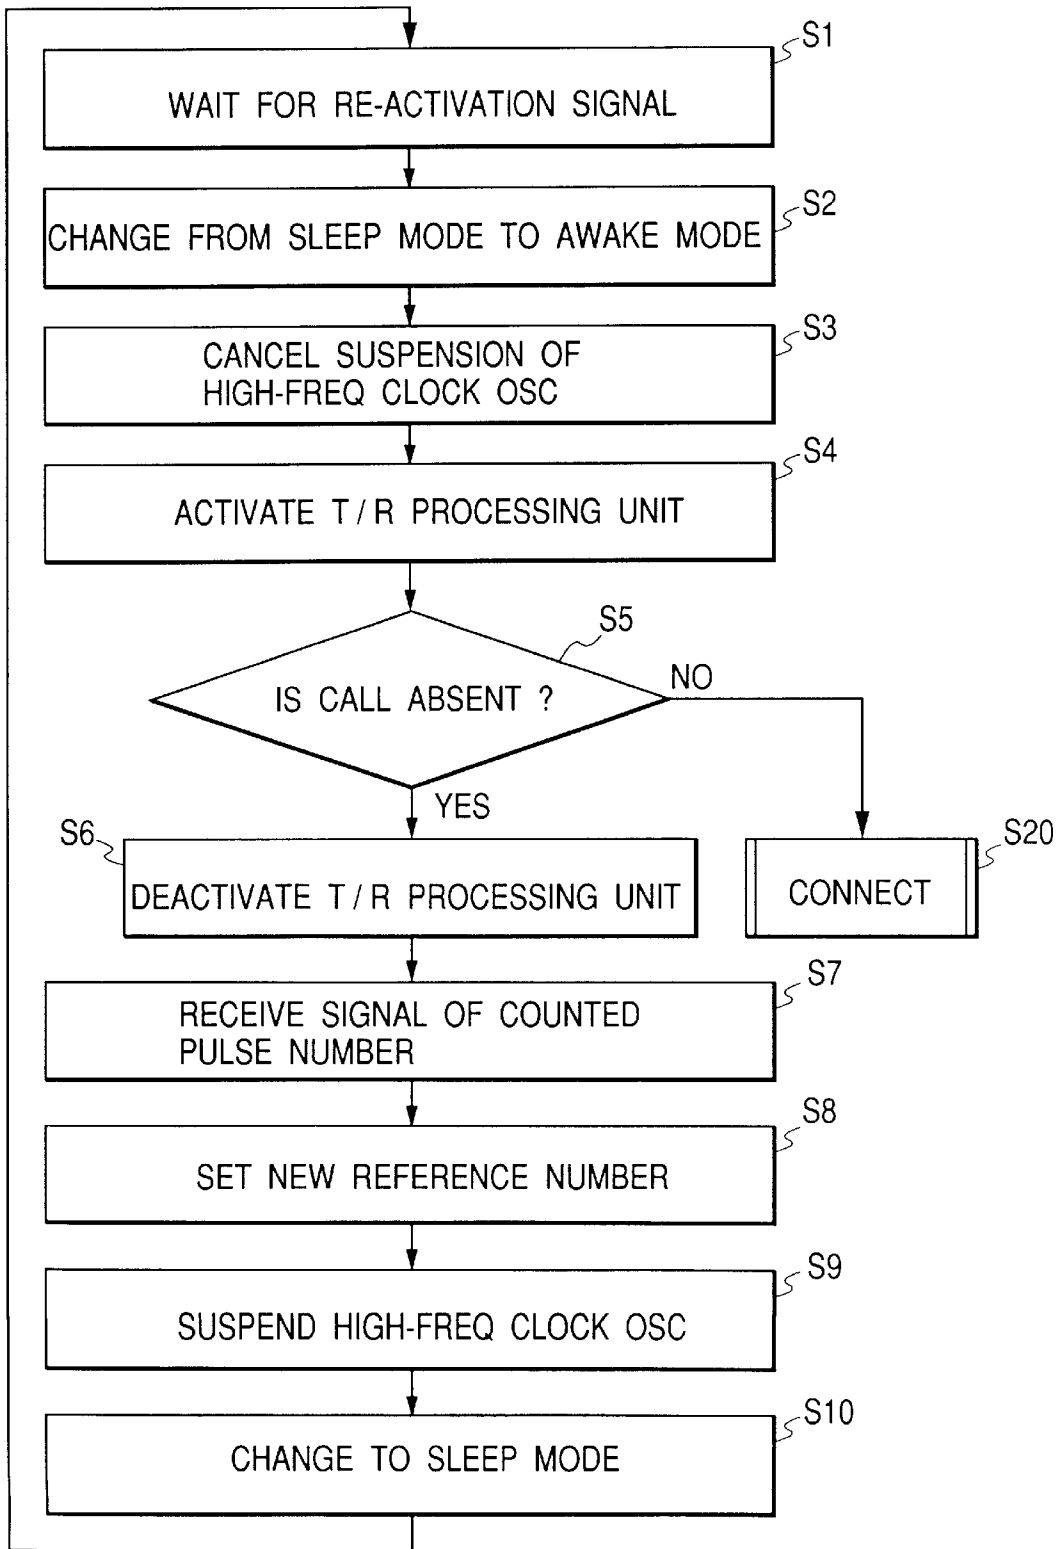 S1
WAIT FOR RE-ACTIVATION SIGNAL
S2
CHANGE FROM SLEEP MODE TO AWAKE MODE
S3
CANCEL SUSPENSION OF
HIGH-FREQ CLOCK OSC
S4
ACTIVATE T/R PROCESSING UNIT
S5
IS CALL ABSENT ?
NO
YES
S6
DEACTIVATE T/R PROCESSING UNIT
S20
CONNECT
S7
RECEIVE SIGNAL OF COUNTED
PULSE NUMBER
S8
SET NEW REFERENCE NUMBER
S9
SUSPEND HIGH-FREQ CLOCK OSC
S10
CHANGE TO SLEEP MODE